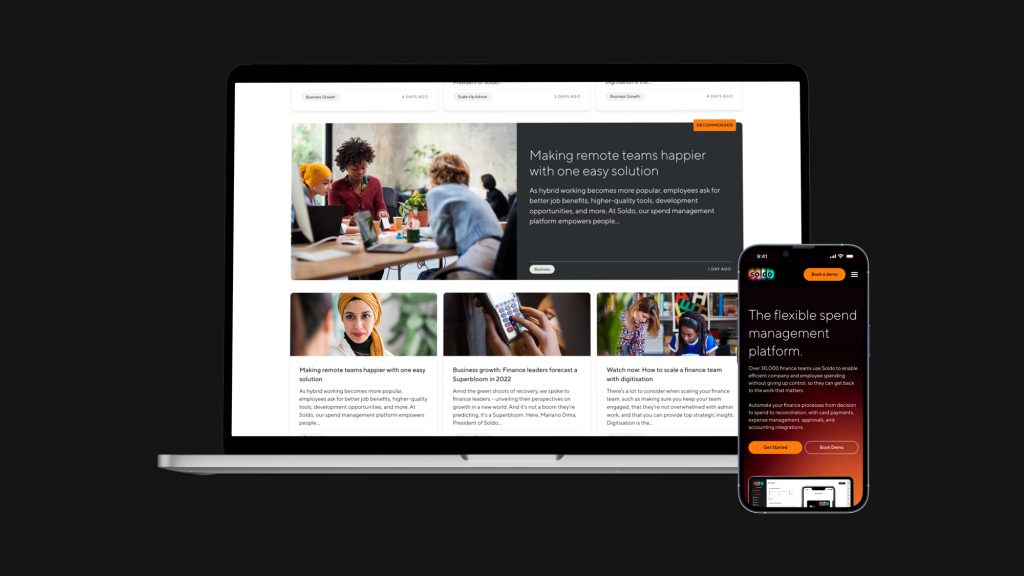 Business Growth
4 DAYS AGO
President of Soldo...
Scale-Up Advice
3 DAYS AGO
Digitisation is the...
Business Growth
4 DAYS AGO
RECOMMENDED
Making remote teams happier
with one easy solution
As hybrid working becomes more popular, employees ask for
better job benefits, higher-quality tools, development
opportunities, and more. At Soldo, our spend management
platform empowers people...
Business
1 DAY AGO
Making remote teams happier with one easy
solution
As hybrid working becomes more popular,
employees ask for better job benefits, higher-quality
tools, development opportunities, and more. At
Soldo, our spend management platform empowers
people...
Business growth: Finance leaders forecast a
Superbloom in 2022
Amid the green shoots of recovery, we spoke to
finance leaders – unveiling their perspectives on
growth in a new world. And it's not a boom they're
predicting, it's a Superbloom. Here, Mariano Dima,
President of Soldo...
Watch now: How to scale a finance team
with digitisation
There's a lot to consider when scaling your finance
team, such as making sure you keep your team
engaged, that they're not overwhelmed with admin
work, and that you can provide top strategic insight.
Digitisation is the...
9:41
soldo
Book a demo
The flexible spend
management
platform.
Over 30,000 finance teams use Soldo to enable
efficient company and employee spending
without giving up control, so they can get back
to the work that matters.
Automate your finance processes from decision
to spend to reconciliation, with card payments,
expense management, approvals, and
accounting integrations.
Get Started
Book Demo